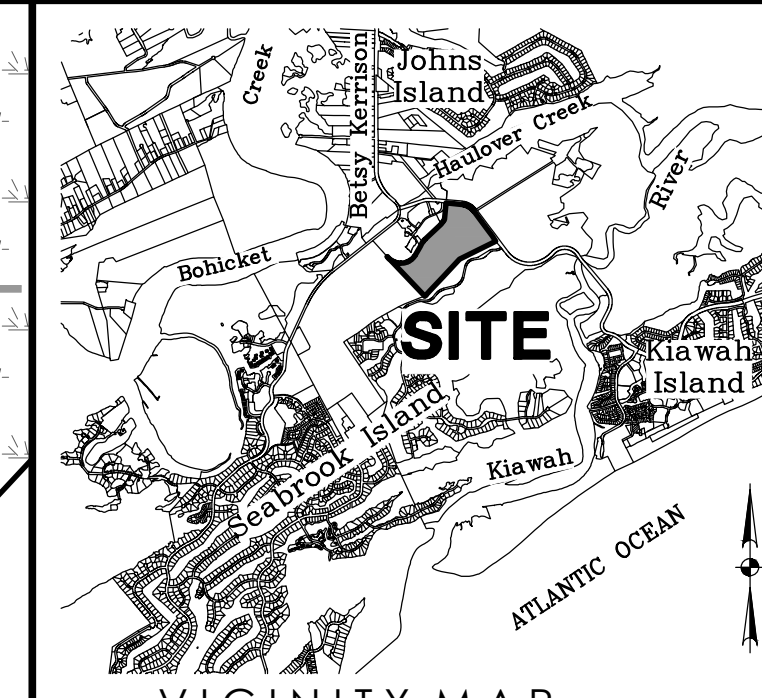 Creek
Betsy Kerrison
Johns
Island
Haulover Creek
River
Bohicket
SITE
Kiawah
Island
Seabrook Island
Kiawah
ATLANTIC OCEAN
VICINITY MAP